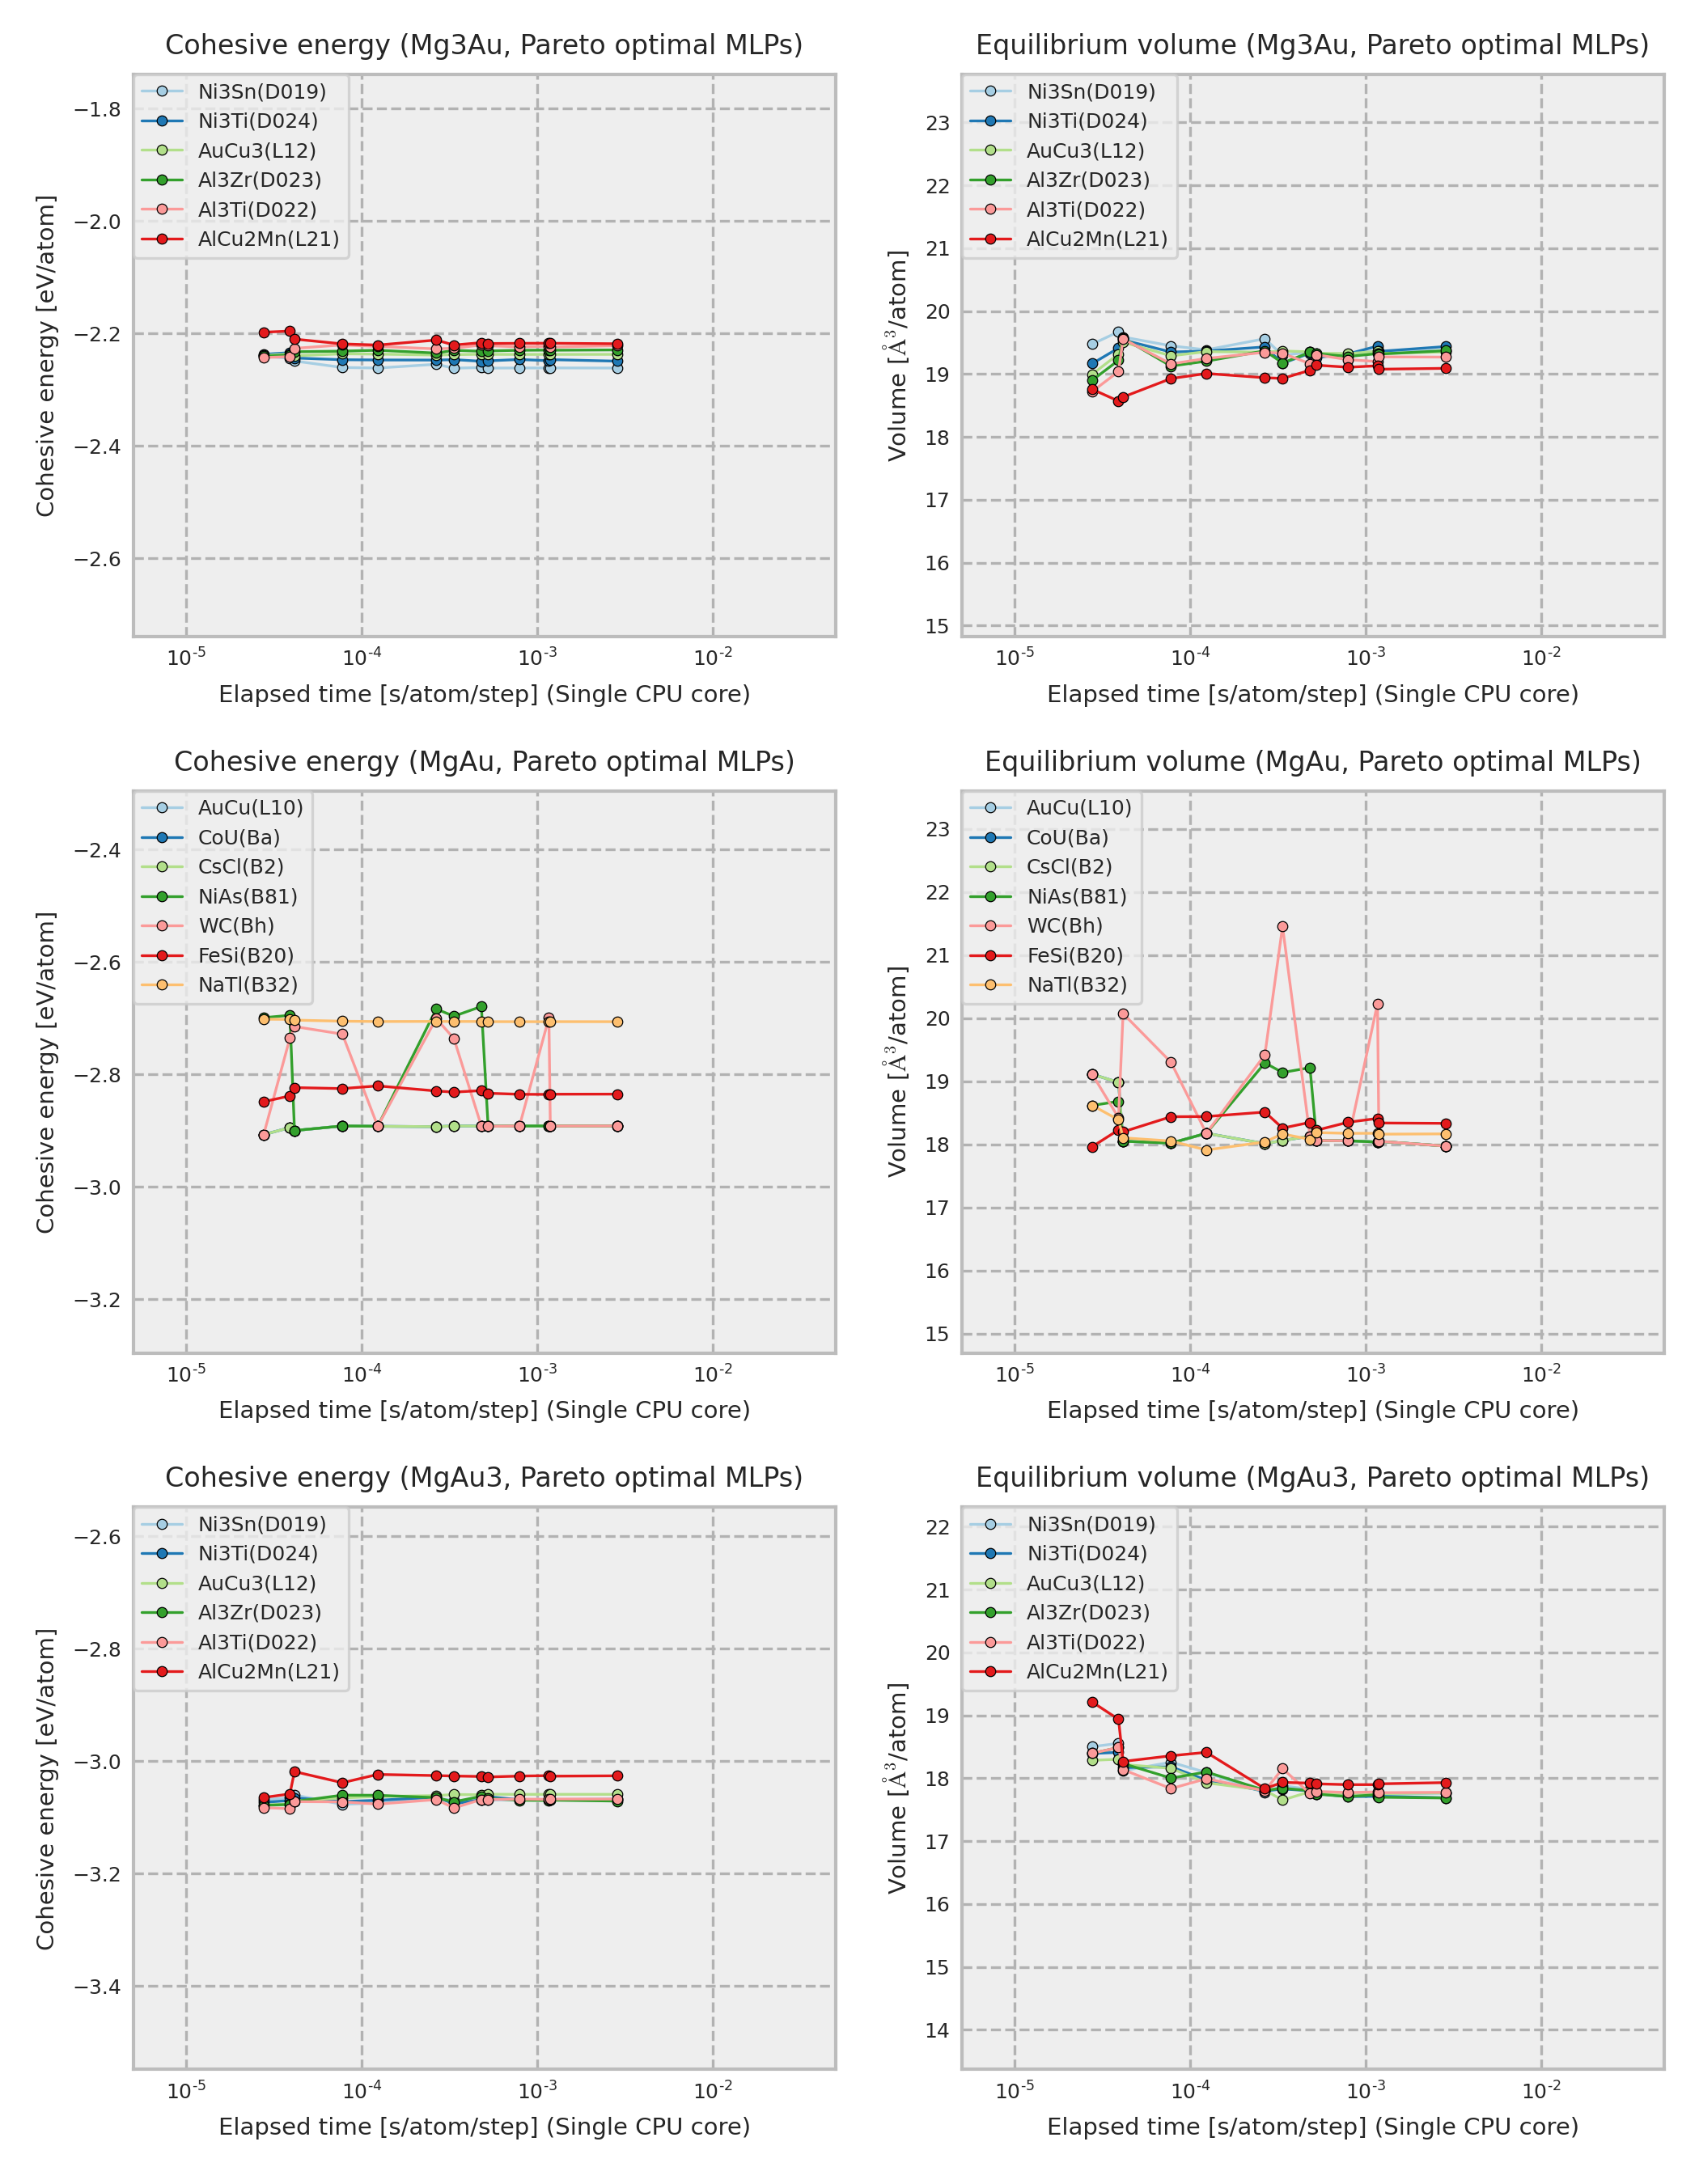 Cohesive energy (Mg3Au, Pareto optimal MLPs)
Cohesive energy [eV/atom]
−1.8
−2.0
−2.2
−2.4
−2.6
Ni3Sn(D019)
Ni3Ti(D024)
AuCu3(L12)
Al3Zr(D023)
Al3Ti(D022)
AlCu2Mn(L21)
10-5 10-4 10-3 10-2
Elapsed time [s/atom/step] (Single CPU core)
Equilibrium volume (Mg3Au, Pareto optimal MLPs)
Volume [Å3/atom]
23
22
21
20
19
18
17
16
15
Ni3Sn(D019)
Ni3Ti(D024)
AuCu3(L12)
Al3Zr(D023)
Al3Ti(D022)
AlCu2Mn(L21)
10-5 10-4 10-3 10-2
Elapsed time [s/atom/step] (Single CPU core)
Cohesive energy (MgAu, Pareto optimal MLPs)
Cohesive energy [eV/atom]
−2.4
−2.6
−2.8
−3.0
−3.2
AuCu(L10)
CoU(Ba)
CsCl(B2)
NiAs(B81)
WC(Bh)
FeSi(B20)
NaTl(B32)
10-5 10-4 10-3 10-2
Elapsed time [s/atom/step] (Single CPU core)
Equilibrium volume (MgAu, Pareto optimal MLPs)
Volume [Å3/atom]
23
22
21
20
19
18
17
16
15
AuCu(L10)
CoU(Ba)
CsCl(B2)
NiAs(B81)
WC(Bh)
FeSi(B20)
NaTl(B32)
10-5 10-4 10-3 10-2
Elapsed time [s/atom/step] (Single CPU core)
Cohesive energy (MgAu3, Pareto optimal MLPs)
Cohesive energy [eV/atom]
−2.6
−2.8
−3.0
−3.2
−3.4
Ni3Sn(D019)
Ni3Ti(D024)
AuCu3(L12)
Al3Zr(D023)
Al3Ti(D022)
AlCu2Mn(L21)
10-5 10-4 10-3 10-2
Elapsed time [s/atom/step] (Single CPU core)
Equilibrium volume (MgAu3, Pareto optimal MLPs)
Volume [Å3/atom]
22
21
20
19
18
17
16
15
14
Ni3Sn(D019)
Ni3Ti(D024)
AuCu3(L12)
Al3Zr(D023)
Al3Ti(D022)
AlCu2Mn(L21)
10-5 10-4 10-3 10-2
Elapsed time [s/atom/step] (Single CPU core)